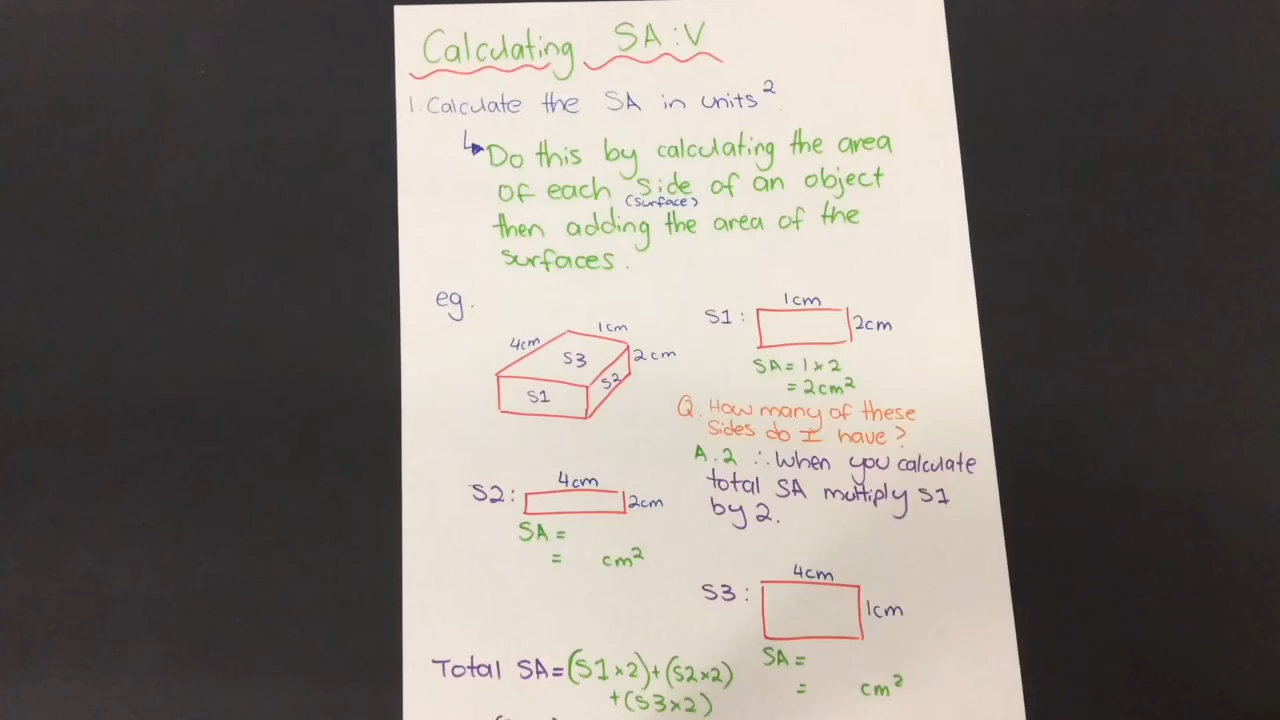 Calculating SA:V
1. Calculate the SA in units²
Do this by calculating the area
of each side of an object
(surface)
then adding the area of the
surfaces.
eg.
4cm
1cm
2cm
S3
S1
S2
S1:
1cm
2cm
SA = 1 × 2
= 2cm²
Q. How many of these
sides do I have?
A. 2 ∴ When you calculate
total SA multiply S1
by 2.
S2:
4cm
2cm
SA =
= cm²
S3:
4cm
1cm
SA =
= cm²
Total SA = (S1×2)+(S2×2)
+(S3×2)